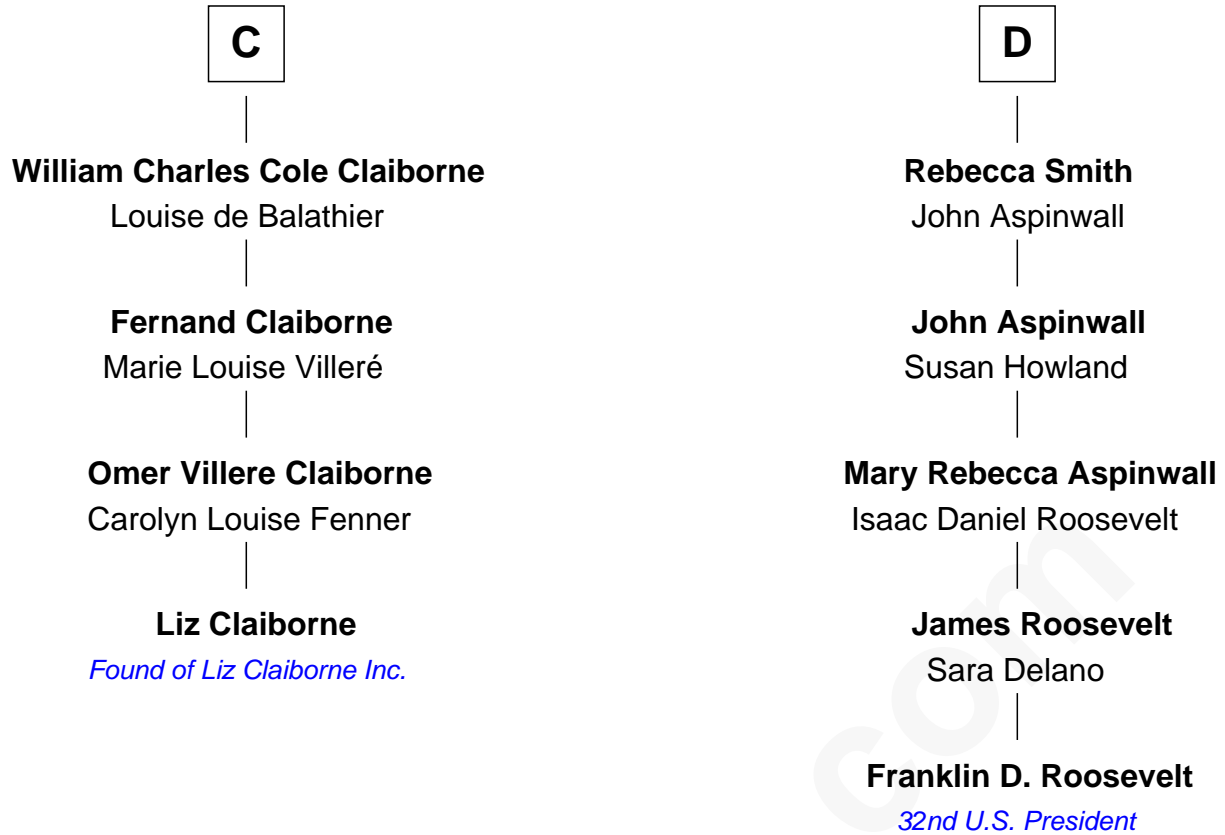 C
William Charles Cole Claiborne
Louise de Balathier
Fernand Claiborne
Marie Louise Villeré
Omer Villere Claiborne
Carolyn Louise Fenner
Liz Claiborne
Found of Liz Claiborne Inc.
D
Rebecca Smith
John Aspinwall
John Aspinwall
Susan Howland
Mary Rebecca Aspinwall
Isaac Daniel Roosevelt
James Roosevelt
Sara Delano
Franklin D. Roosevelt
32nd U.S. President
com